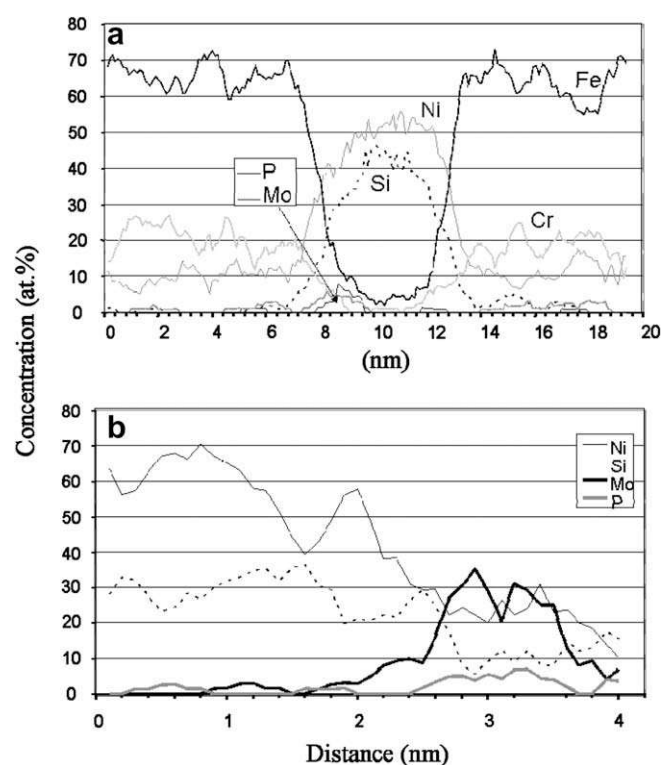 a
80
70
60
50
40
30
20
10
0
Fe
Ni
P
Mo
Si
Cr
0 2 4 6 8 10 12 14 16 18 20
(nm)
Concentration (at.%)
b
80
70
60
50
40
30
20
10
0
Ni
Si
Mo
P
0 1 2 3 4
Distance (nm)